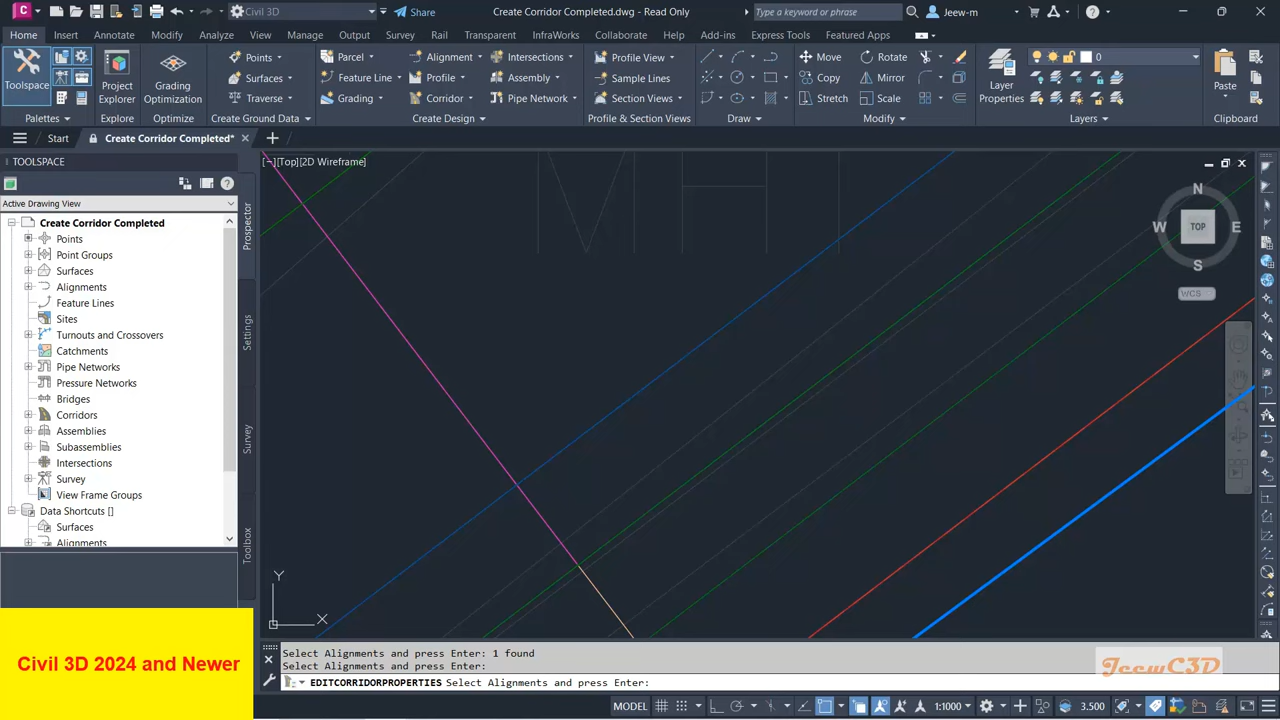 Civil 3D
Share
Create Corridor Completed.dwg - Read Only
Type a keyword or phrase
Jeew-m
Home Insert Annotate Modify Analyze View Manage Output Survey Rail Transparent InfraWorks Collaborate Help Add-ins Express Tools Featured Apps
Parcel Alignment Intersections Profile View Move Rotate 0
Points
Toolspace Project Explorer Grading Optimization
Surfaces Feature Line Profile Assembly Sample Lines Copy Mirror Layer Properties Paste
Traverse Grading Corridor Pipe Network Section Views Stretch Scale
Palettes Explore Optimize Create Ground Data Create Design Profile & Section Views Draw Modify Layers Clipboard
Start Create Corridor Completed*
TOOLSPACE
[−][Top][2D Wireframe]
Active Drawing View
Create Corridor Completed
Points
Point Groups
Surfaces
Alignments
Feature Lines
Sites
Turnouts and Crossovers
Catchments
Pipe Networks
Pressure Networks
Bridges
Corridors
Assemblies
Subassemblies
Intersections
Survey
View Frame Groups
Data Shortcuts []
Surfaces
Alignments
Prospector
Settings
Survey
Toolbox
N
W TOP E
S
WCS
Y
X
Civil 3D 2024 and Newer
Select Alignments and press Enter: 1 found
Select Alignments and press Enter:
EDITCORRIDORPROPERTIES Select Alignments and press Enter:
JeewC3D
MODEL 1:1000 3.500